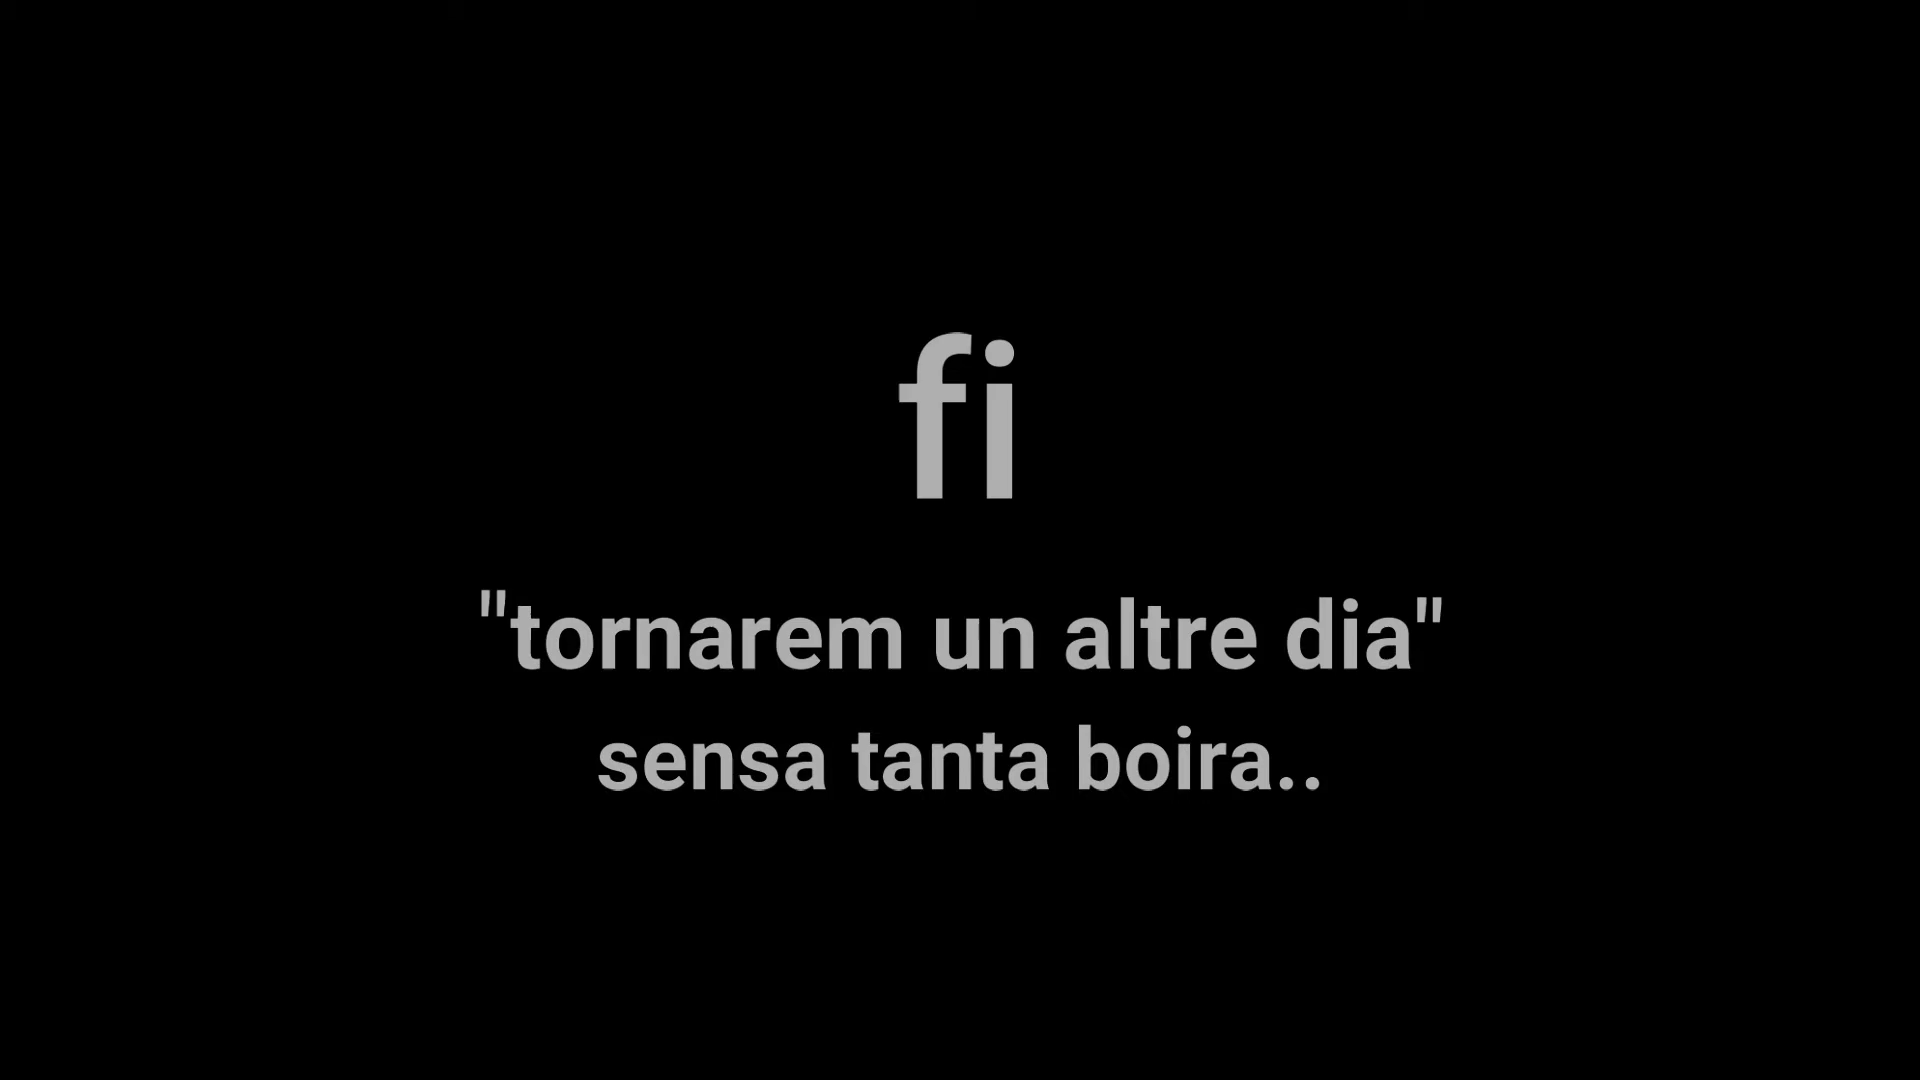 fi
"tornarem un altre dia"
sensa tanta boira..